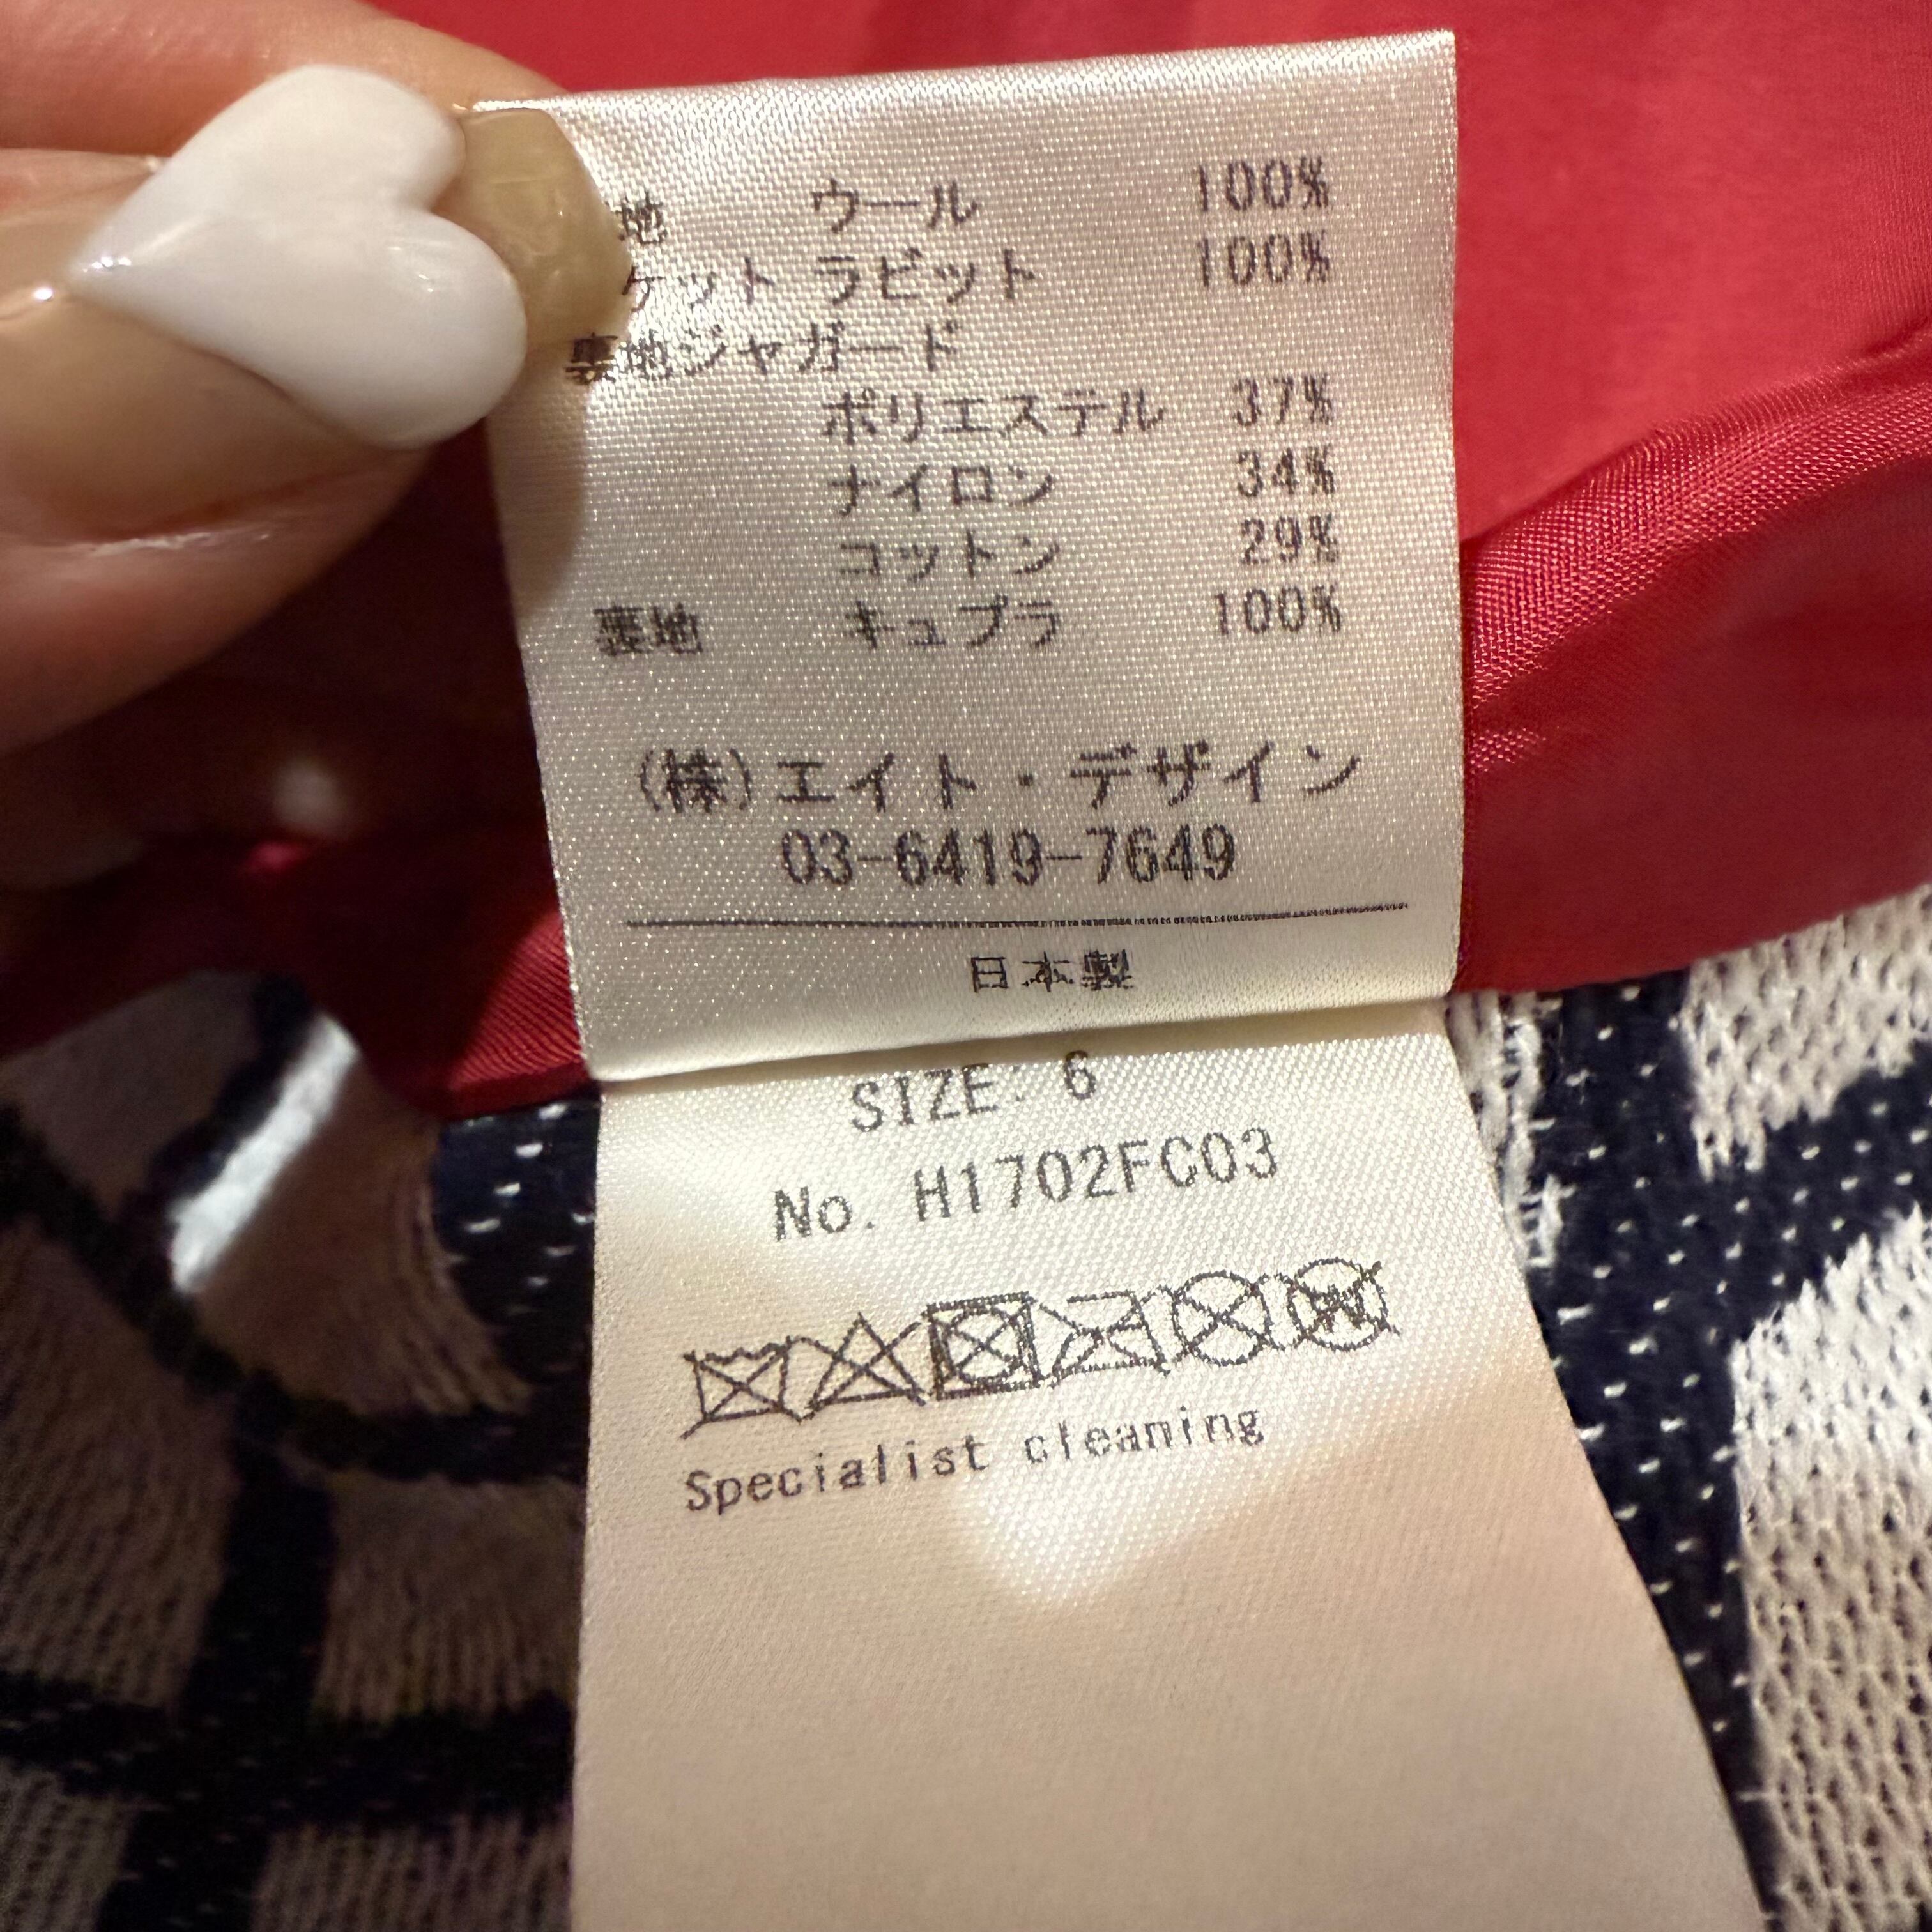 地 ウール 100%
ケット ラビット 100%
裏地ジャガード
ポリエステル 37%
ナイロン 34%
コットン 29%
裏地 キュプラ 100%
(株)エイト・デザイン
03-6419-7649
日本製
SIZE: 6
No. H1702FC03
W
Specialist cleaning